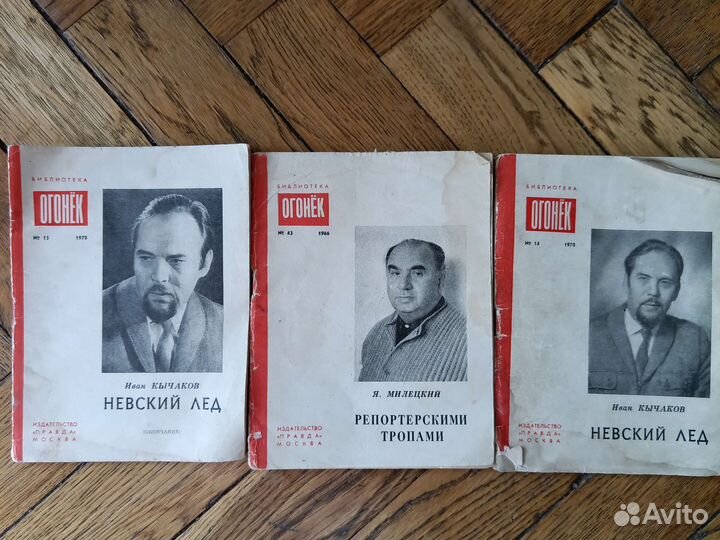 БИБЛИОТЕКА
ОГОНЁК
№ 15 1970
Иван КЫЧАКОВ
НЕВСКИЙ ЛЕД
(ОКОНЧАНИЕ)
ИЗДАТЕЛЬСТВО
«ПРАВДА»
МОСКВА
БИБЛИОТЕКА
ОГОНЁК
№ 43 1966
Я. МИЛЕЦКИЙ
РЕПОРТЕРСКИМИ
ТРОПАМИ
ИЗДАТЕЛЬСТВО
«ПРАВДА»
МОСКВА
БИБЛИОТЕКА
ОГОНЁК
№ 14 1970
Иван КЫЧАКОВ
НЕВСКИЙ ЛЕД
ИЗДАТЕЛЬСТВО
«ПРАВДА»
МОСКВА
Avito